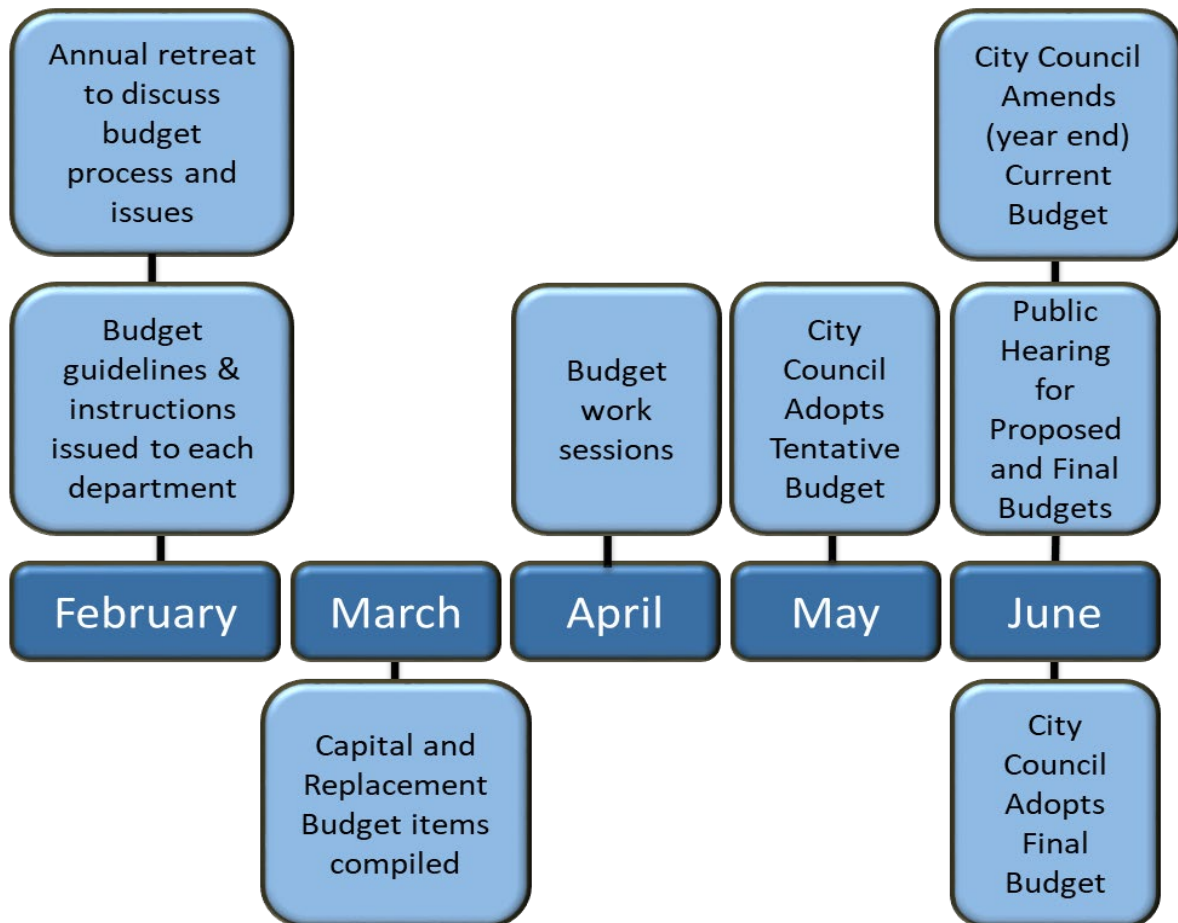 Annual retreat
to discuss
budget
process and
issues
City Council
Amends
(year end)
Current
Budget
Budget
guidelines &
instructions
issued to each
department
Budget
work
sessions
City
Council
Adopts
Tentative
Budget
Public
Hearing
for
Proposed
and Final
Budgets
February
March
April
May
June
Capital and
Replacement
Budget items
compiled
City
Council
Adopts
Final
Budget